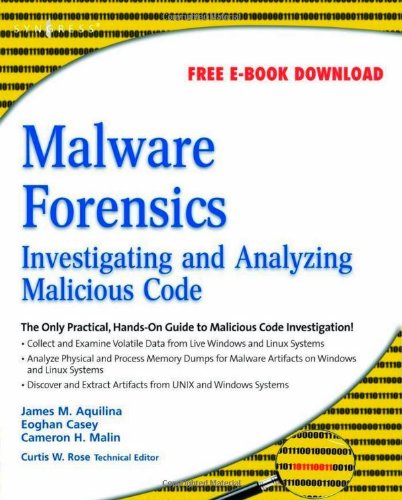 SYNGRESS®
FREE E-BOOK DOWNLOAD
Malware
Forensics
Investigating and Analyzing
Malicious Code
The Only Practical, Hands-On Guide to Malicious Code Investigation!
• Collect and Examine Volatile Data from Live Windows and Linux Systems
• Analyze Physical and Process Memory Dumps for Malware Artifacts on Windows
and Linux Systems
• Discover and Extract Artifacts from UNIX and Windows Systems
James M. Aquilina
Eoghan Casey
Cameron H. Malin
Curtis W. Rose Technical Editor